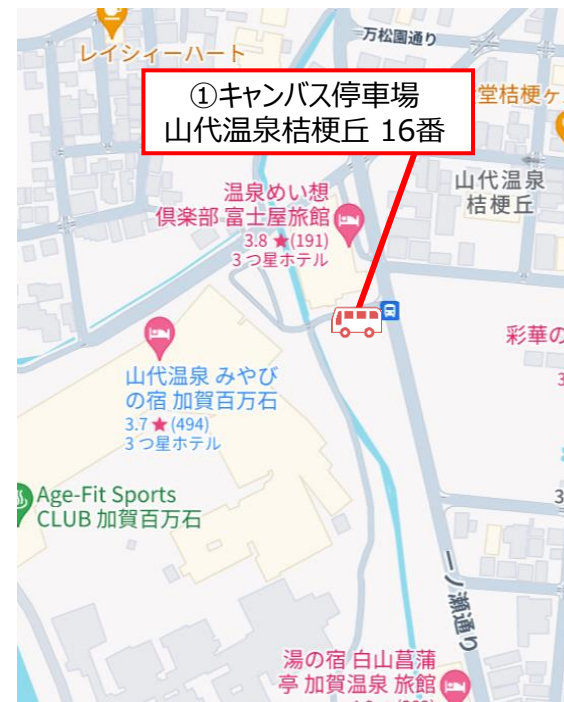 レイシィーハート
万松園通り
①キャンバス停車場
山代温泉桔梗丘 16番
堂桔梗ヶ
温泉めい想
倶楽部 富士屋旅館
3.8 ★ (191)
3つ星ホテル
山代温泉
桔梗丘
彩華の
3
山代温泉 みやび
の宿 加賀百万石
3.7 ★ (494)
3つ星ホテル
Age-Fit Sports
CLUB 加賀百万石
3
一ノ瀬通り
湯の宿 白山菖蒲
亭 加賀温泉 旅館